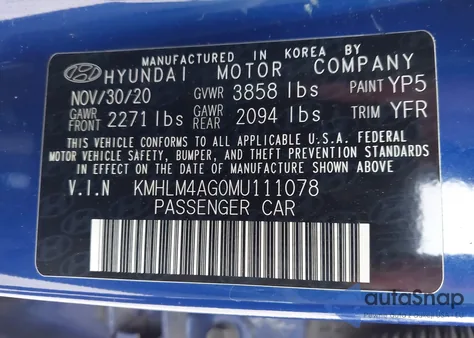 MANUFACTURED IN KOREA BY
HYUNDAI MOTOR COMPANY
NOV/30/20 GVWR 3858 lbs PAINT YP5
GAWR FRONT 2271 lbs GAWR REAR 2094 lbs TRIM YFR
THIS VEHICLE CONFORMS TO ALL APPLICABLE U.S.A. FEDERAL
MOTOR VEHICLE SAFETY, BUMPER, AND THEFT PREVENTION STANDARDS
IN EFFECT ON THE DATE OF MANUFACTURE SHOWN ABOVE.
V.I.N KMHLM4AG0MU111078
PASSENGER CAR
autoSnap